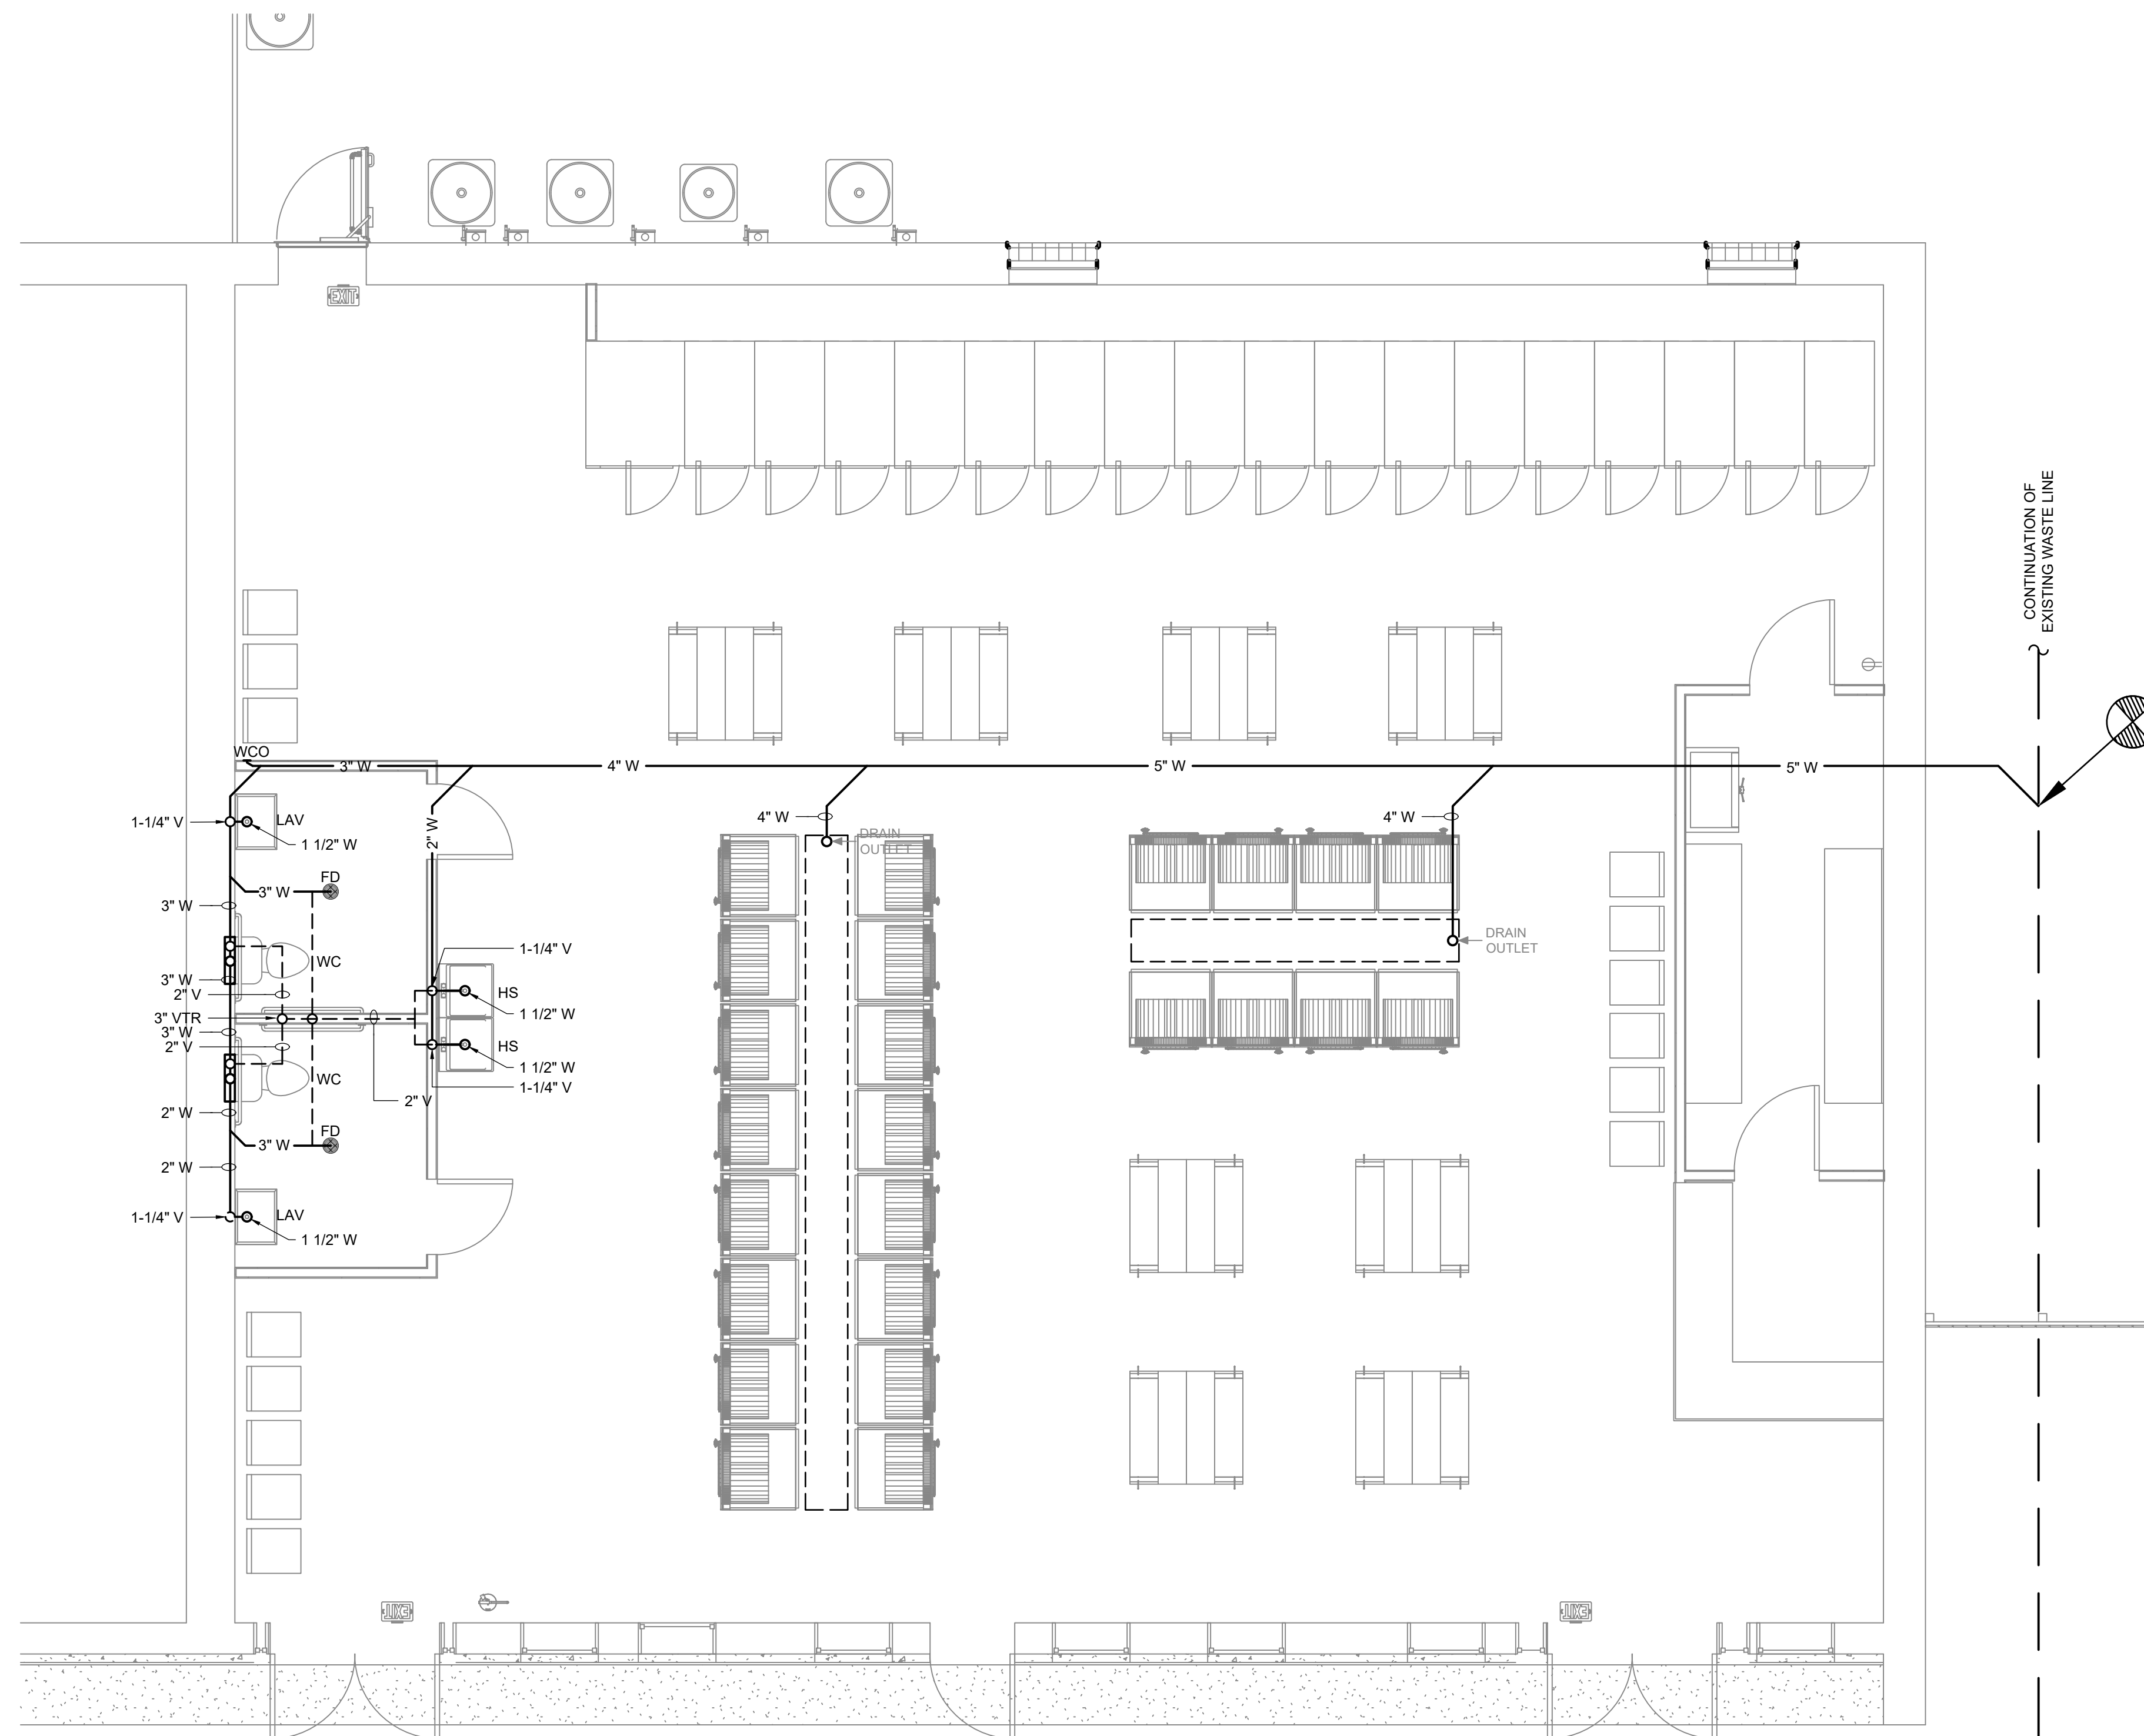 EXIT
CONTINUATION OF
EXISTING WASTE LINE
WCO
3" W
4" W
5" W
5" W
1-1/4" V
LAV
1 1/2" W
2" W
4" W
DRAIN
OUTLET
4" W
FD
3" W
3" W
1-1/4" V
DRAIN
OUTLET
WC
3" W
2" V
HS
1 1/2" W
3" VTR
3" W
2" V
HS
1 1/2" W
WC
1-1/4" V
2" V
2" W
FD
3" W
2" W
1-1/4" V
LAV
1 1/2" W
EXIT
EXIT